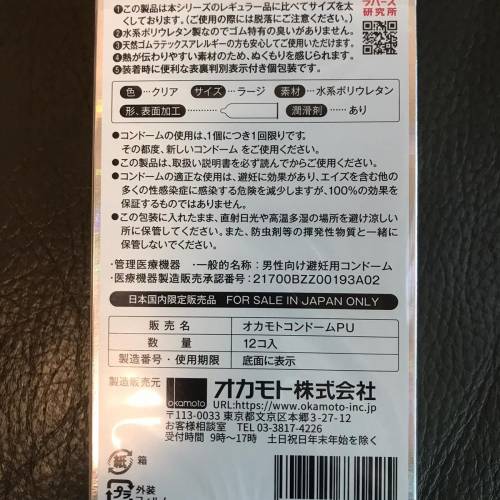 ❶この製品は本シリーズのレギュラー品に比べてサイズを太
くしております。(ご使用の際には脱落にご注意ください。)
❷水系ポリウレタン製なのでゴム特有の臭いがありません。
❸天然ゴムラテックスアレルギーの方も安心してご使用いただけます。
❹熱が伝わりやすい素材のため、ぬくもりを感じられます。
❺装着時に便利な表裏判別表示付き個包装です。
ラバーズ
研究所
色…クリア サイズ…ラージ 素材…水系ポリウレタン
形、表面加工 潤滑剤…あり
●コンドームの使用は、1個につき1回限りです。
その都度、新しいコンドームをご使用ください。
●この製品は、取扱い説明書を必ず読んでからご使用ください。
●コンドームの適正な使用は、避妊に効果があり、エイズを含む他の
多くの性感染症に感染する危険を減少しますが、100%の効果を
保証するものではありません。
●この包装に入れたまま、直射日光や高温多湿の場所を避け涼しい
所に保管してください。また、防虫剤等の揮発性物質と一緒に
保管しないでください。
・管理医療機器 ・一般的名称:男性向け避妊用コンドーム
・医療機器製造販売承認番号:21700BZZ00193A02
日本国内限定販売品 FOR SALE IN JAPAN ONLY
販売名 オカモトコンドームPU
数量 12コ入
製造番号・使用期限 底面に表示
製造販売元 okamoto オカモト株式会社
URL:https://www.okamoto-inc.jp
〒113-0033 東京都文京区本郷3-27-12
お客様相談室 TEL 03-3817-4226
受付時間 9時〜17時 土日祝日年末年始を除く
紙 箱
プラ 外装